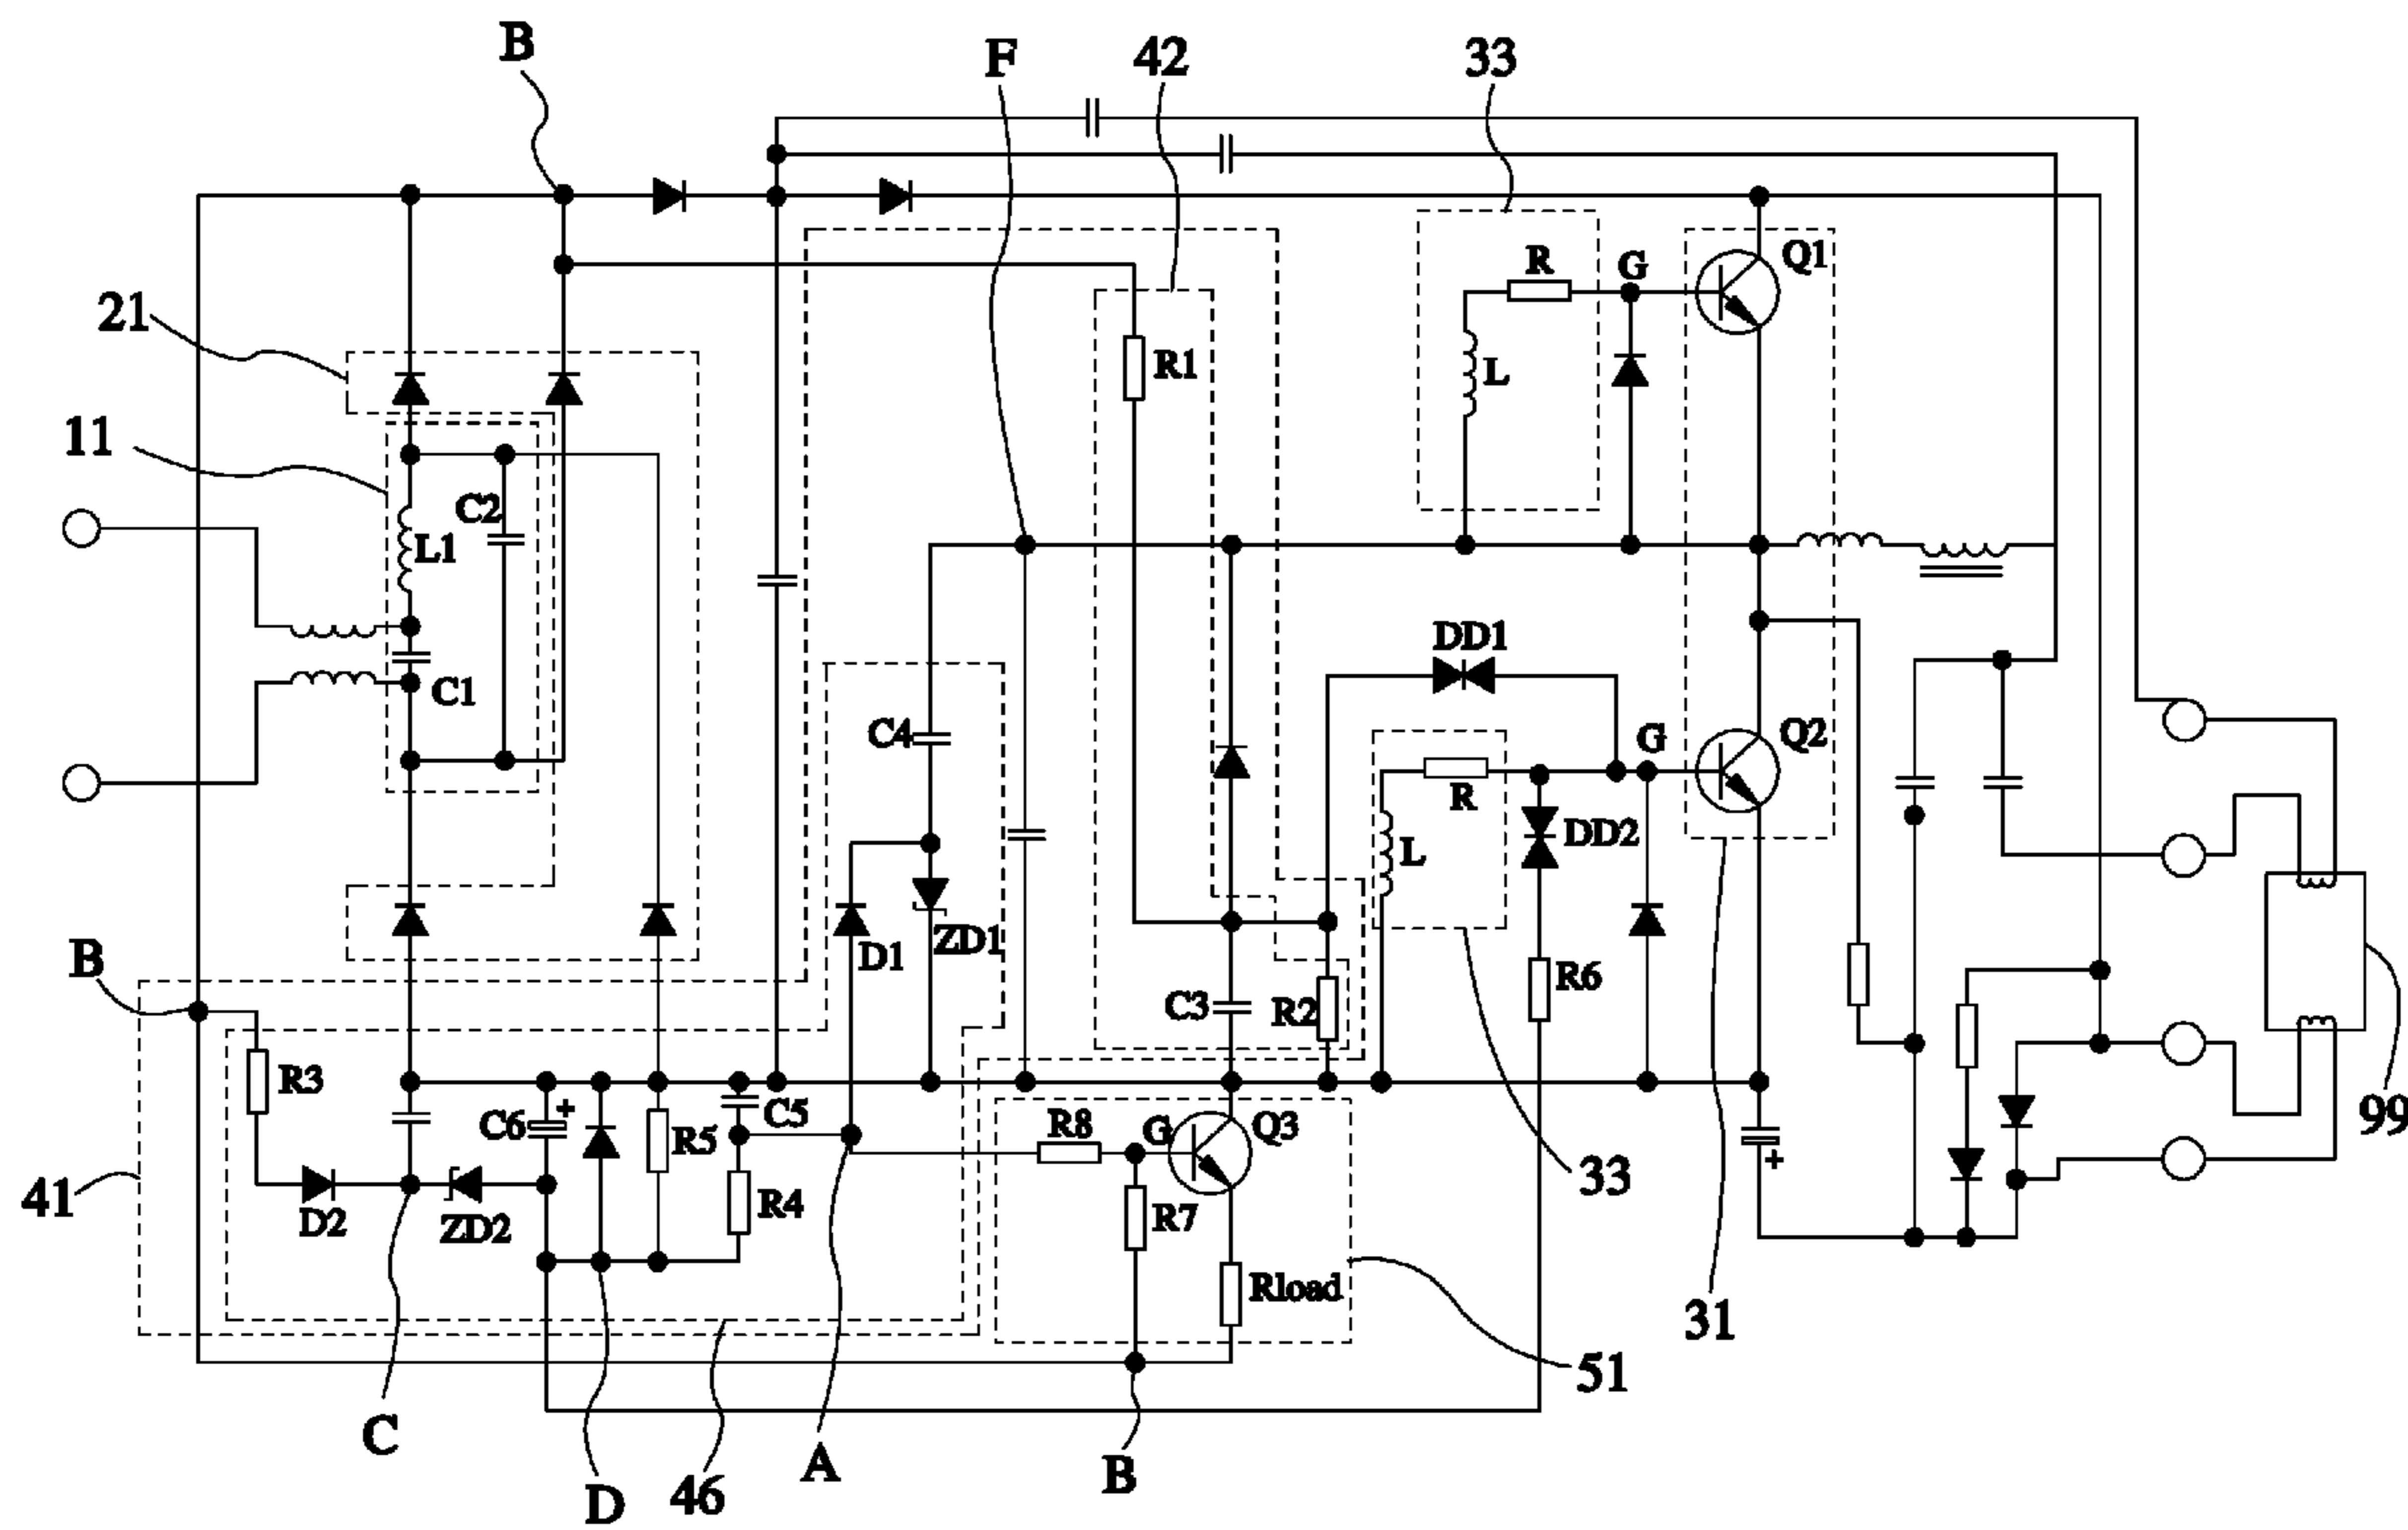 B
F
42
33
R
G
Q1
21
R1
L
11
C2
L1
DD1
C1
C4
G
Q2
R
DD2
L
ZD1
D1
B
R6
C3
R2
R3
C6
+
R5
C5
R8
G
Q3
99
41
+
33
D2
ZD2
R4
R7
Rload
31
51
C
A
B
D
46